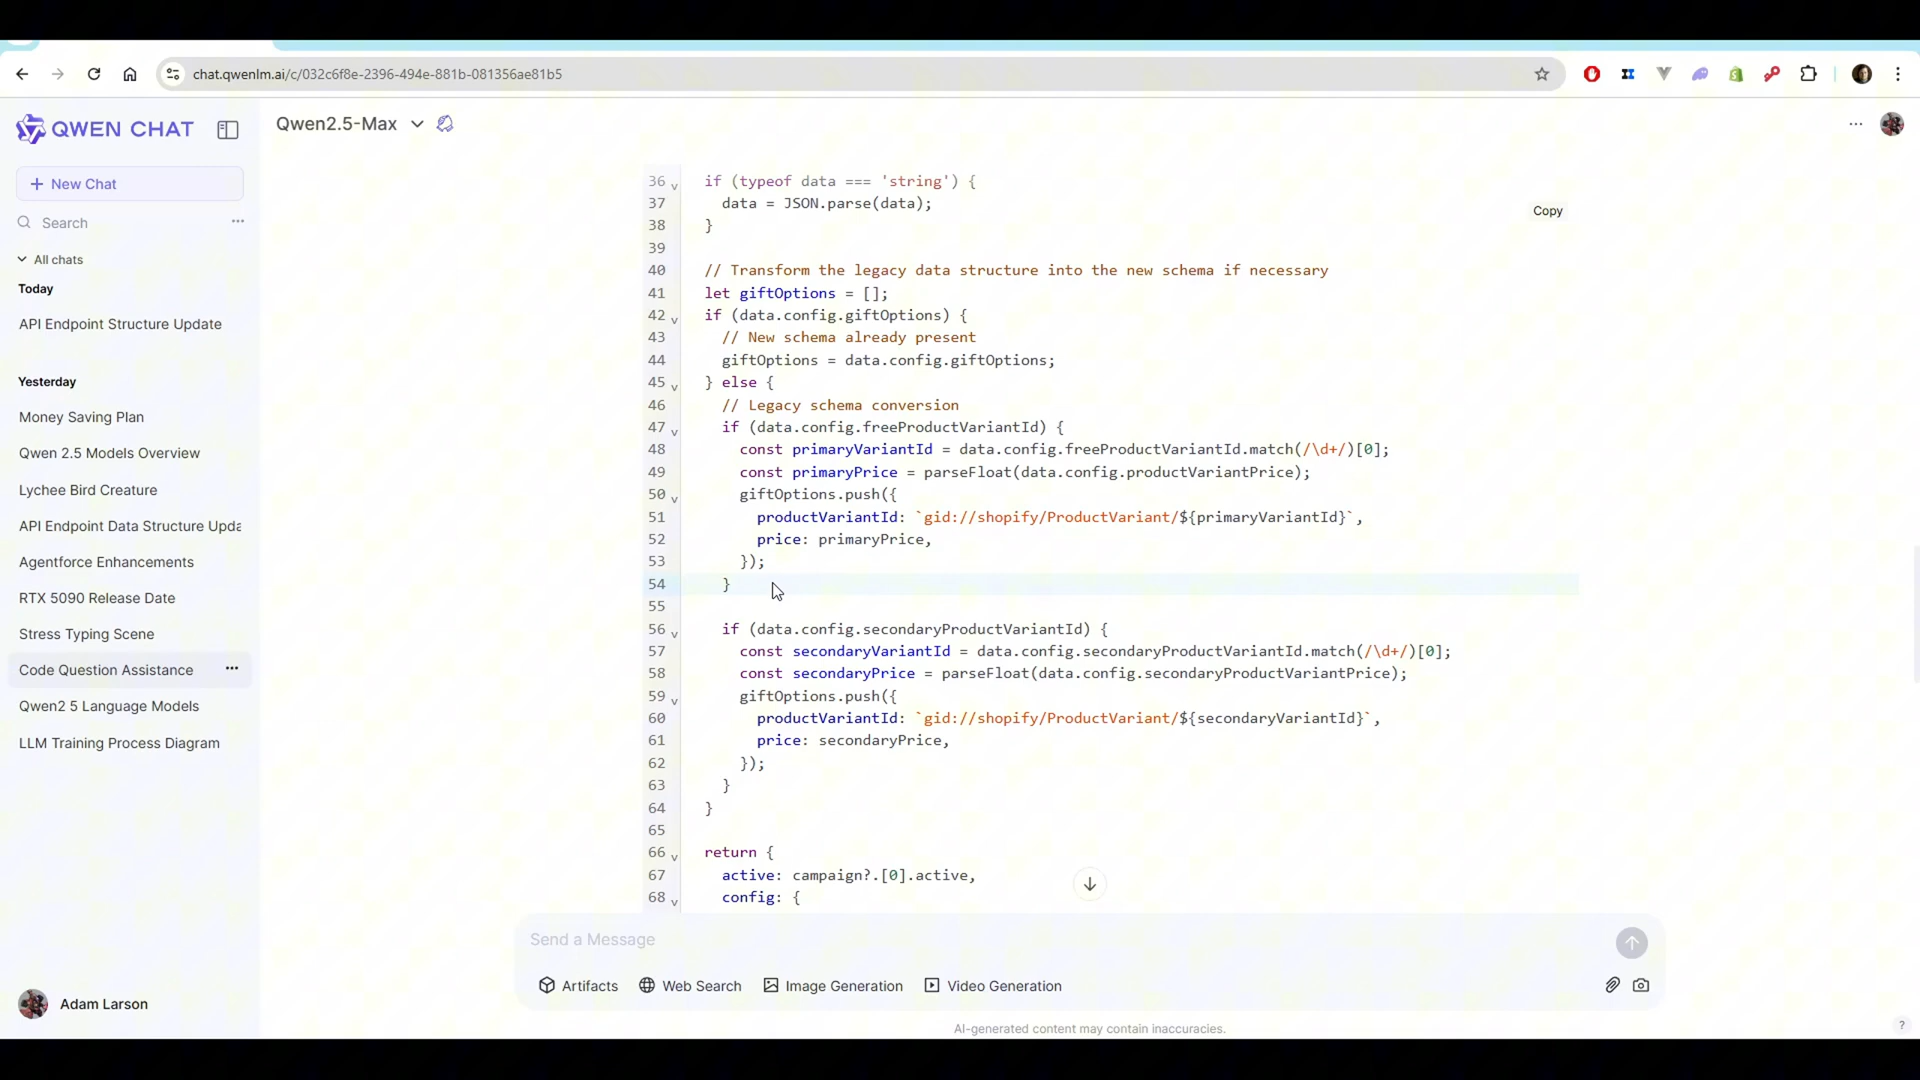 chat.qwenlm.ai/c/032c6f8e-2396-494e-881b-081356ae81b5
QWEN CHAT
Qwen2.5-Max
New Chat
Search
All chats
Today
API Endpoint Structure Update
Yesterday
Money Saving Plan
Qwen 2.5 Models Overview
Lychee Bird Creature
API Endpoint Data Structure Upda
Agentforce Enhancements
RTX 5090 Release Date
Stress Typing Scene
Code Question Assistance
Qwen2 5 Language Models
LLM Training Process Diagram
Adam Larson
Copy
36 if (typeof data === 'string') {
37 data = JSON.parse(data);
38 }
39
40 // Transform the legacy data structure into the new schema if necessary
41 let giftOptions = [];
42 if (data.config.giftOptions) {
43 // New schema already present
44 giftOptions = data.config.giftOptions;
45 } else {
46 // Legacy schema conversion
47 if (data.config.freeProductVariantId) {
48 const primaryVariantId = data.config.freeProductVariantId.match(/\d+/)[0];
49 const primaryPrice = parseFloat(data.config.productVariantPrice);
50 giftOptions.push({
51 productVariantId: `gid://shopify/ProductVariant/${primaryVariantId}`,
52 price: primaryPrice,
53 });
54 }
55
56 if (data.config.secondaryProductVariantId) {
57 const secondaryVariantId = data.config.secondaryProductVariantId.match(/\d+/)[0];
58 const secondaryPrice = parseFloat(data.config.secondaryProductVariantPrice);
59 giftOptions.push({
60 productVariantId: `gid://shopify/ProductVariant/${secondaryVariantId}`,
61 price: secondaryPrice,
62 });
63 }
64 }
65
66 return {
67 active: campaign?.[0].active,
68 config: {
Send a Message
Artifacts Web Search Image Generation Video Generation
AI-generated content may contain inaccuracies.
?